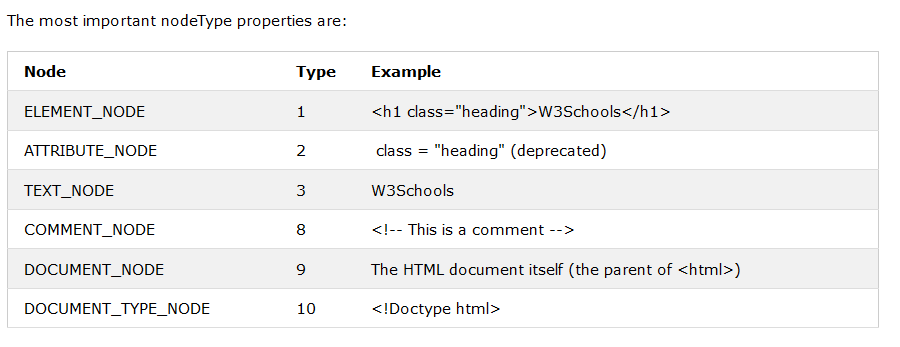 The most important nodeType properties are:
Node Type Example
ELEMENT_NODE 1 <h1 class="heading">W3Schools</h1>
ATTRIBUTE_NODE 2 class = "heading" (deprecated)
TEXT_NODE 3 W3Schools
COMMENT_NODE 8 <!-- This is a comment -->
DOCUMENT_NODE 9 The HTML document itself (the parent of <html>)
DOCUMENT_TYPE_NODE 10 <!Doctype html>